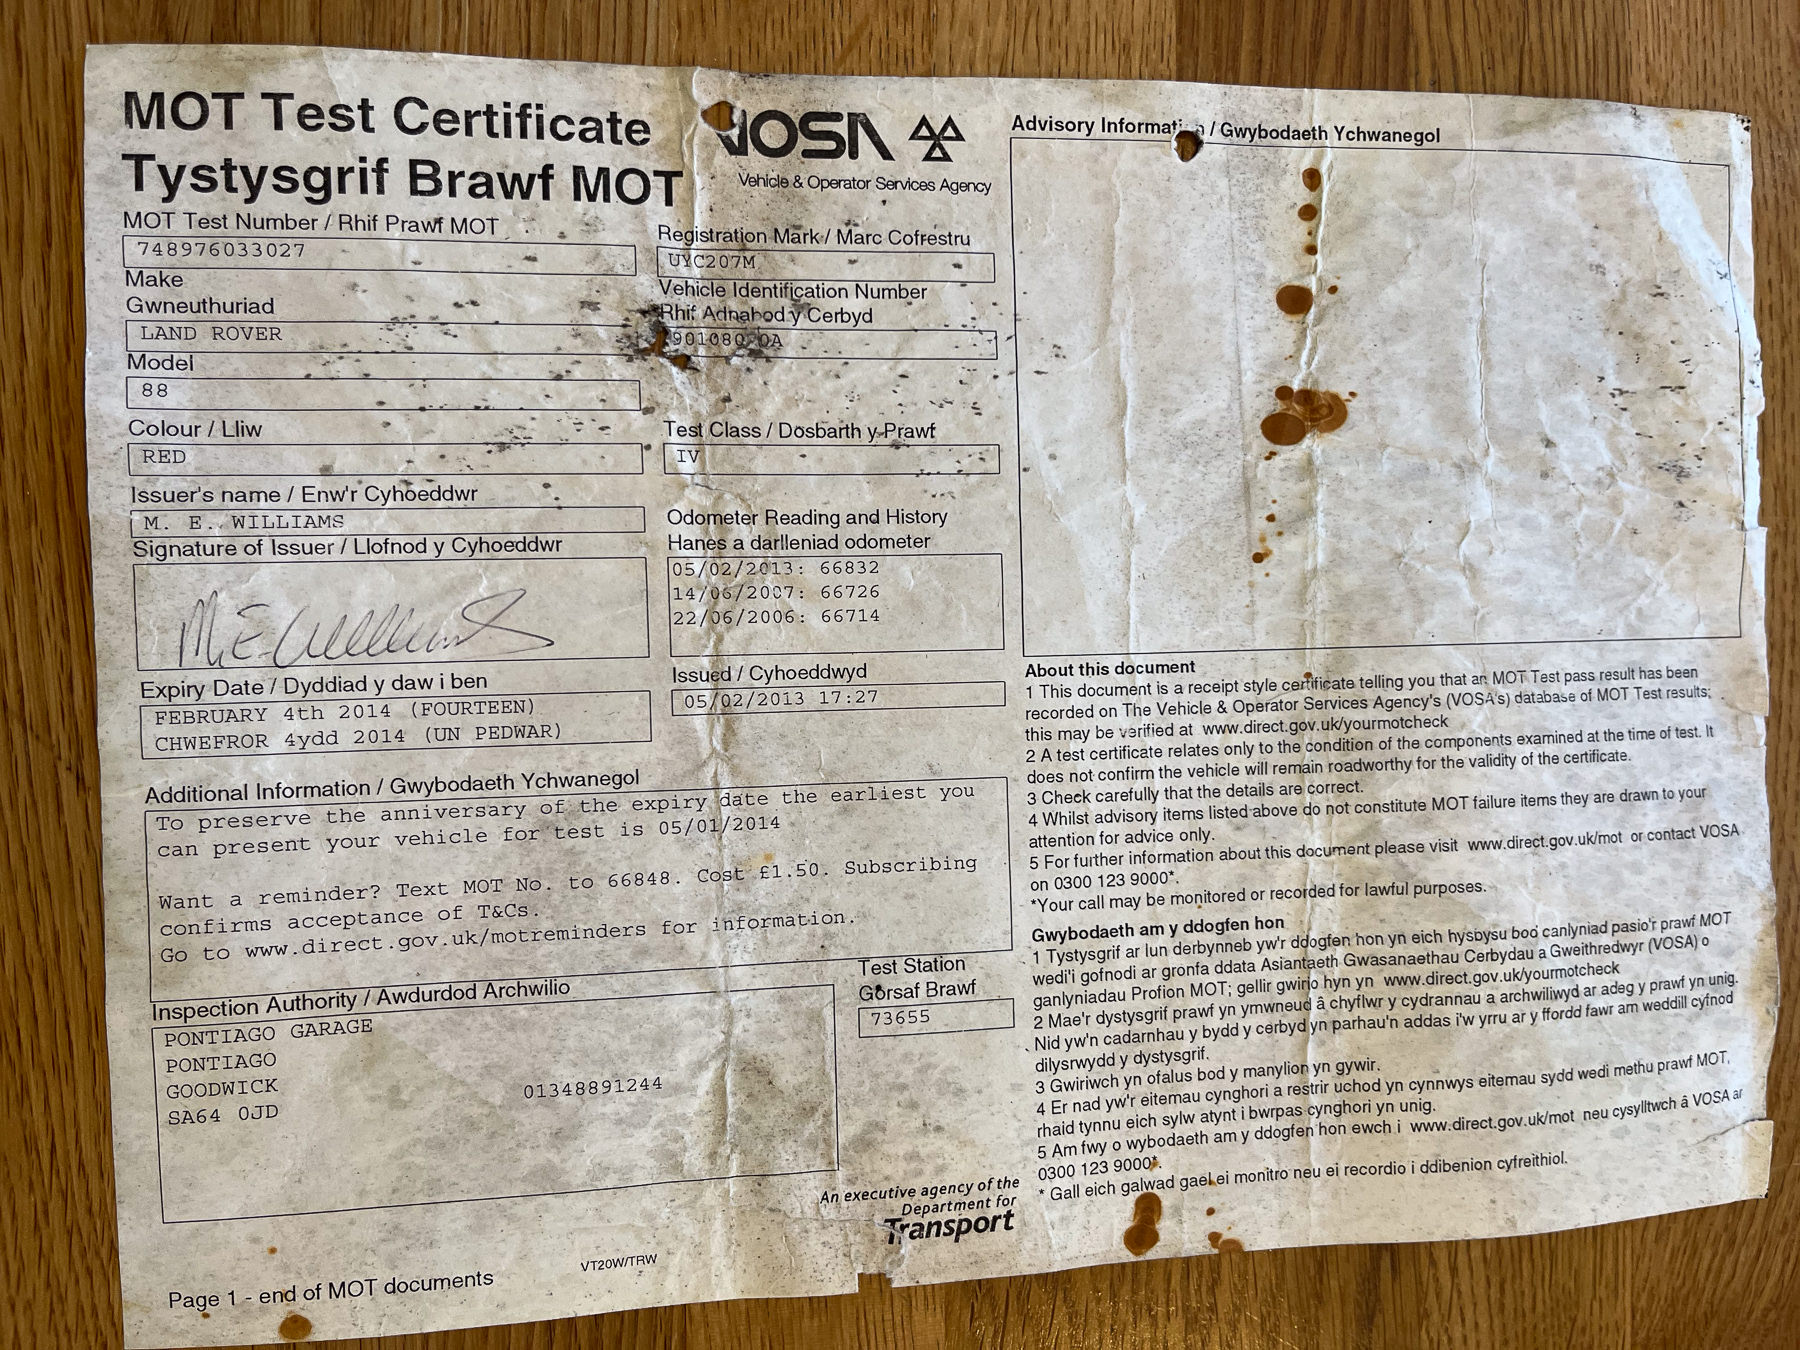 MOT Test Certificate
Tystysgrif Brawf MOT
VOSA
Vehicle & Operator Services Agency
MOT Test Number / Rhif Prawf MOT
748976033027
Registration Mark / Marc Cofrestru
UYC207M
Make
Gwneuthuriad
LAND ROVER
Vehicle Identification Number
Rhif Adnabod y Cerbyd
Model
88
Colour / Lliw
RED
Test Class / Dosbarth y Prawf
IV
Issuer's name / Enw'r Cyhoeddwr
M. E. WILLIAMS
Signature of Issuer / Llofnod y Cyhoeddwr
M.E. Williams
Odometer Reading and History
Hanes a darlleniad odometer
05/02/2013: 66832
14/06/2007: 66726
22/06/2006: 66714
Expiry Date / Dyddiad y daw i ben
FEBRUARY 4th 2014 (FOURTEEN)
CHWEFROR 4ydd 2014 (UN PEDWAR)
Issued / Cyhoeddwyd
05/02/2013 17:27
Additional Information / Gwybodaeth Ychwanegol
To preserve the anniversary of the expiry date the earliest you
can present your vehicle for test is 05/01/2014
Want a reminder? Text MOT No. to 66848. Cost £1.50. Subscribing
confirms acceptance of T&Cs.
Go to www.direct.gov.uk/motreminders for information.
Inspection Authority / Awdurdod Archwilio
PONTIAGO GARAGE
PONTIAGO
GOODWICK 01348891244
SA64 0JD
Test Station
Gorsaf Brawf
73655
An executive agency of the
Department for
Transport
VT20W/TRW
Page 1 - end of MOT documents
Advisory Information / Gwybodaeth Ychwanegol
About this document
1 This document is a receipt style certificate telling you that an MOT Test pass result has been
recorded on The Vehicle & Operator Services Agency's (VOSA's) database of MOT Test results;
this may be verified at www.direct.gov.uk/yourmotcheck
2 A test certificate relates only to the condition of the components examined at the time of test. It
does not confirm the vehicle will remain roadworthy for the validity of the certificate.
3 Check carefully that the details are correct.
4 Whilst advisory items listed above do not constitute MOT failure items they are drawn to your
attention for advice only.
5 For further information about this document please visit www.direct.gov.uk/mot or contact VOSA
on 0300 123 9000*.
*Your call may be monitored or recorded for lawful purposes.
Gwybodaeth am y ddogfen hon
1 Tystysgrif ar lun derbynneb yw'r ddogfen hon yn eich hysbysu bod canlyniad pasio'r prawf MOT
wedi'i gofnodi ar gronfa ddata Asiantaeth Gwasanaethau Cerbydau a Gweithredwyr (VOSA) o
ganlyniadau Profion MOT; gellir gwirio hyn yn www.direct.gov.uk/yourmotcheck
2 Mae'r dystysgrif prawf yn ymwneud â chyflwr y cydrannau a archwiliwyd ar adeg y prawf yn unig.
Nid yw'n cadarnhau y bydd y cerbyd yn parhau'n addas i'w yrru ar y ffordd fawr am weddill cyfnod
dilysrwydd y dystysgrif.
3 Gwiriwch yn ofalus bod y manylion yn gywir.
4 Er nad yw'r eitemau cynghori a restrir uchod yn cynnwys eitemau sydd wedi methu prawf MOT,
rhaid tynnu eich sylw atynt i bwrpas cynghori yn unig.
5 Am fwy o wybodaeth am y ddogfen hon ewch i www.direct.gov.uk/mot neu cysylltwch â VOSA ar
0300 123 9000*.
* Gall eich galwad gael ei monitro neu ei recordio i ddibenion cyfreithiol.